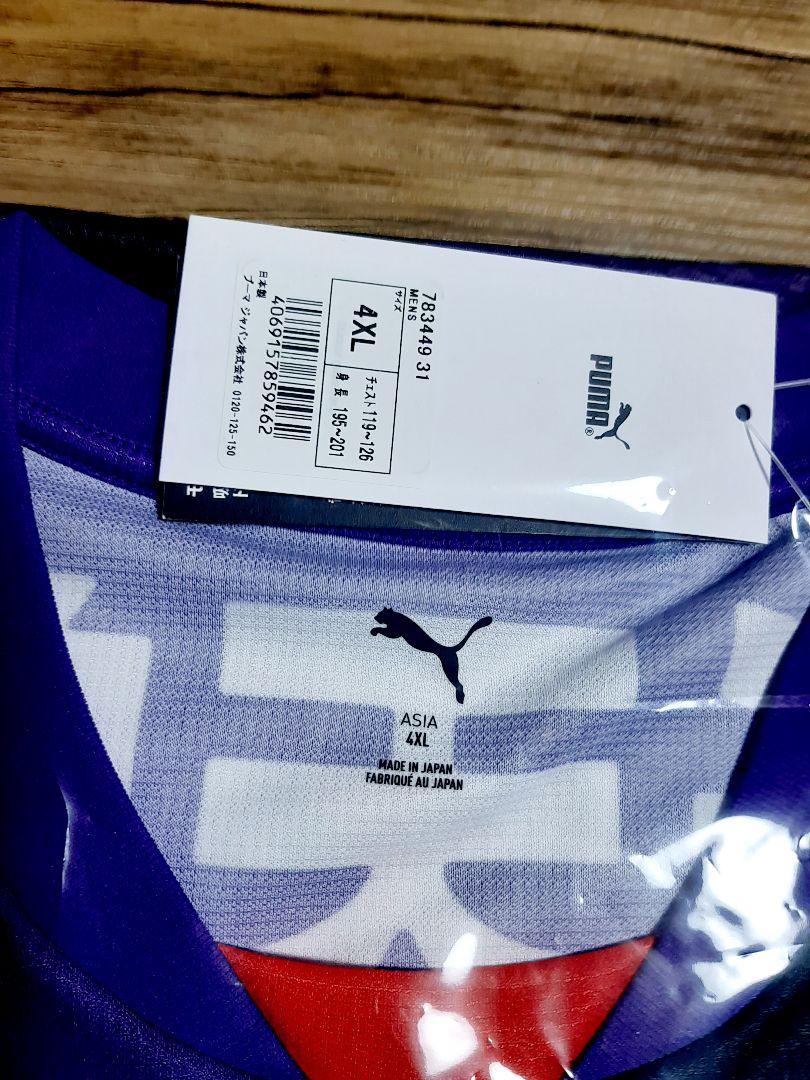 783449 31
MENS
サイズ
4XL
チェスト 119~126
身 長 195~201
4069157859462
日本製
プーマ ジャパン株式会社 0120-125-150
PUMA®
ASIA
4XL
MADE IN JAPAN
FABRIQUÉ AU JAPAN